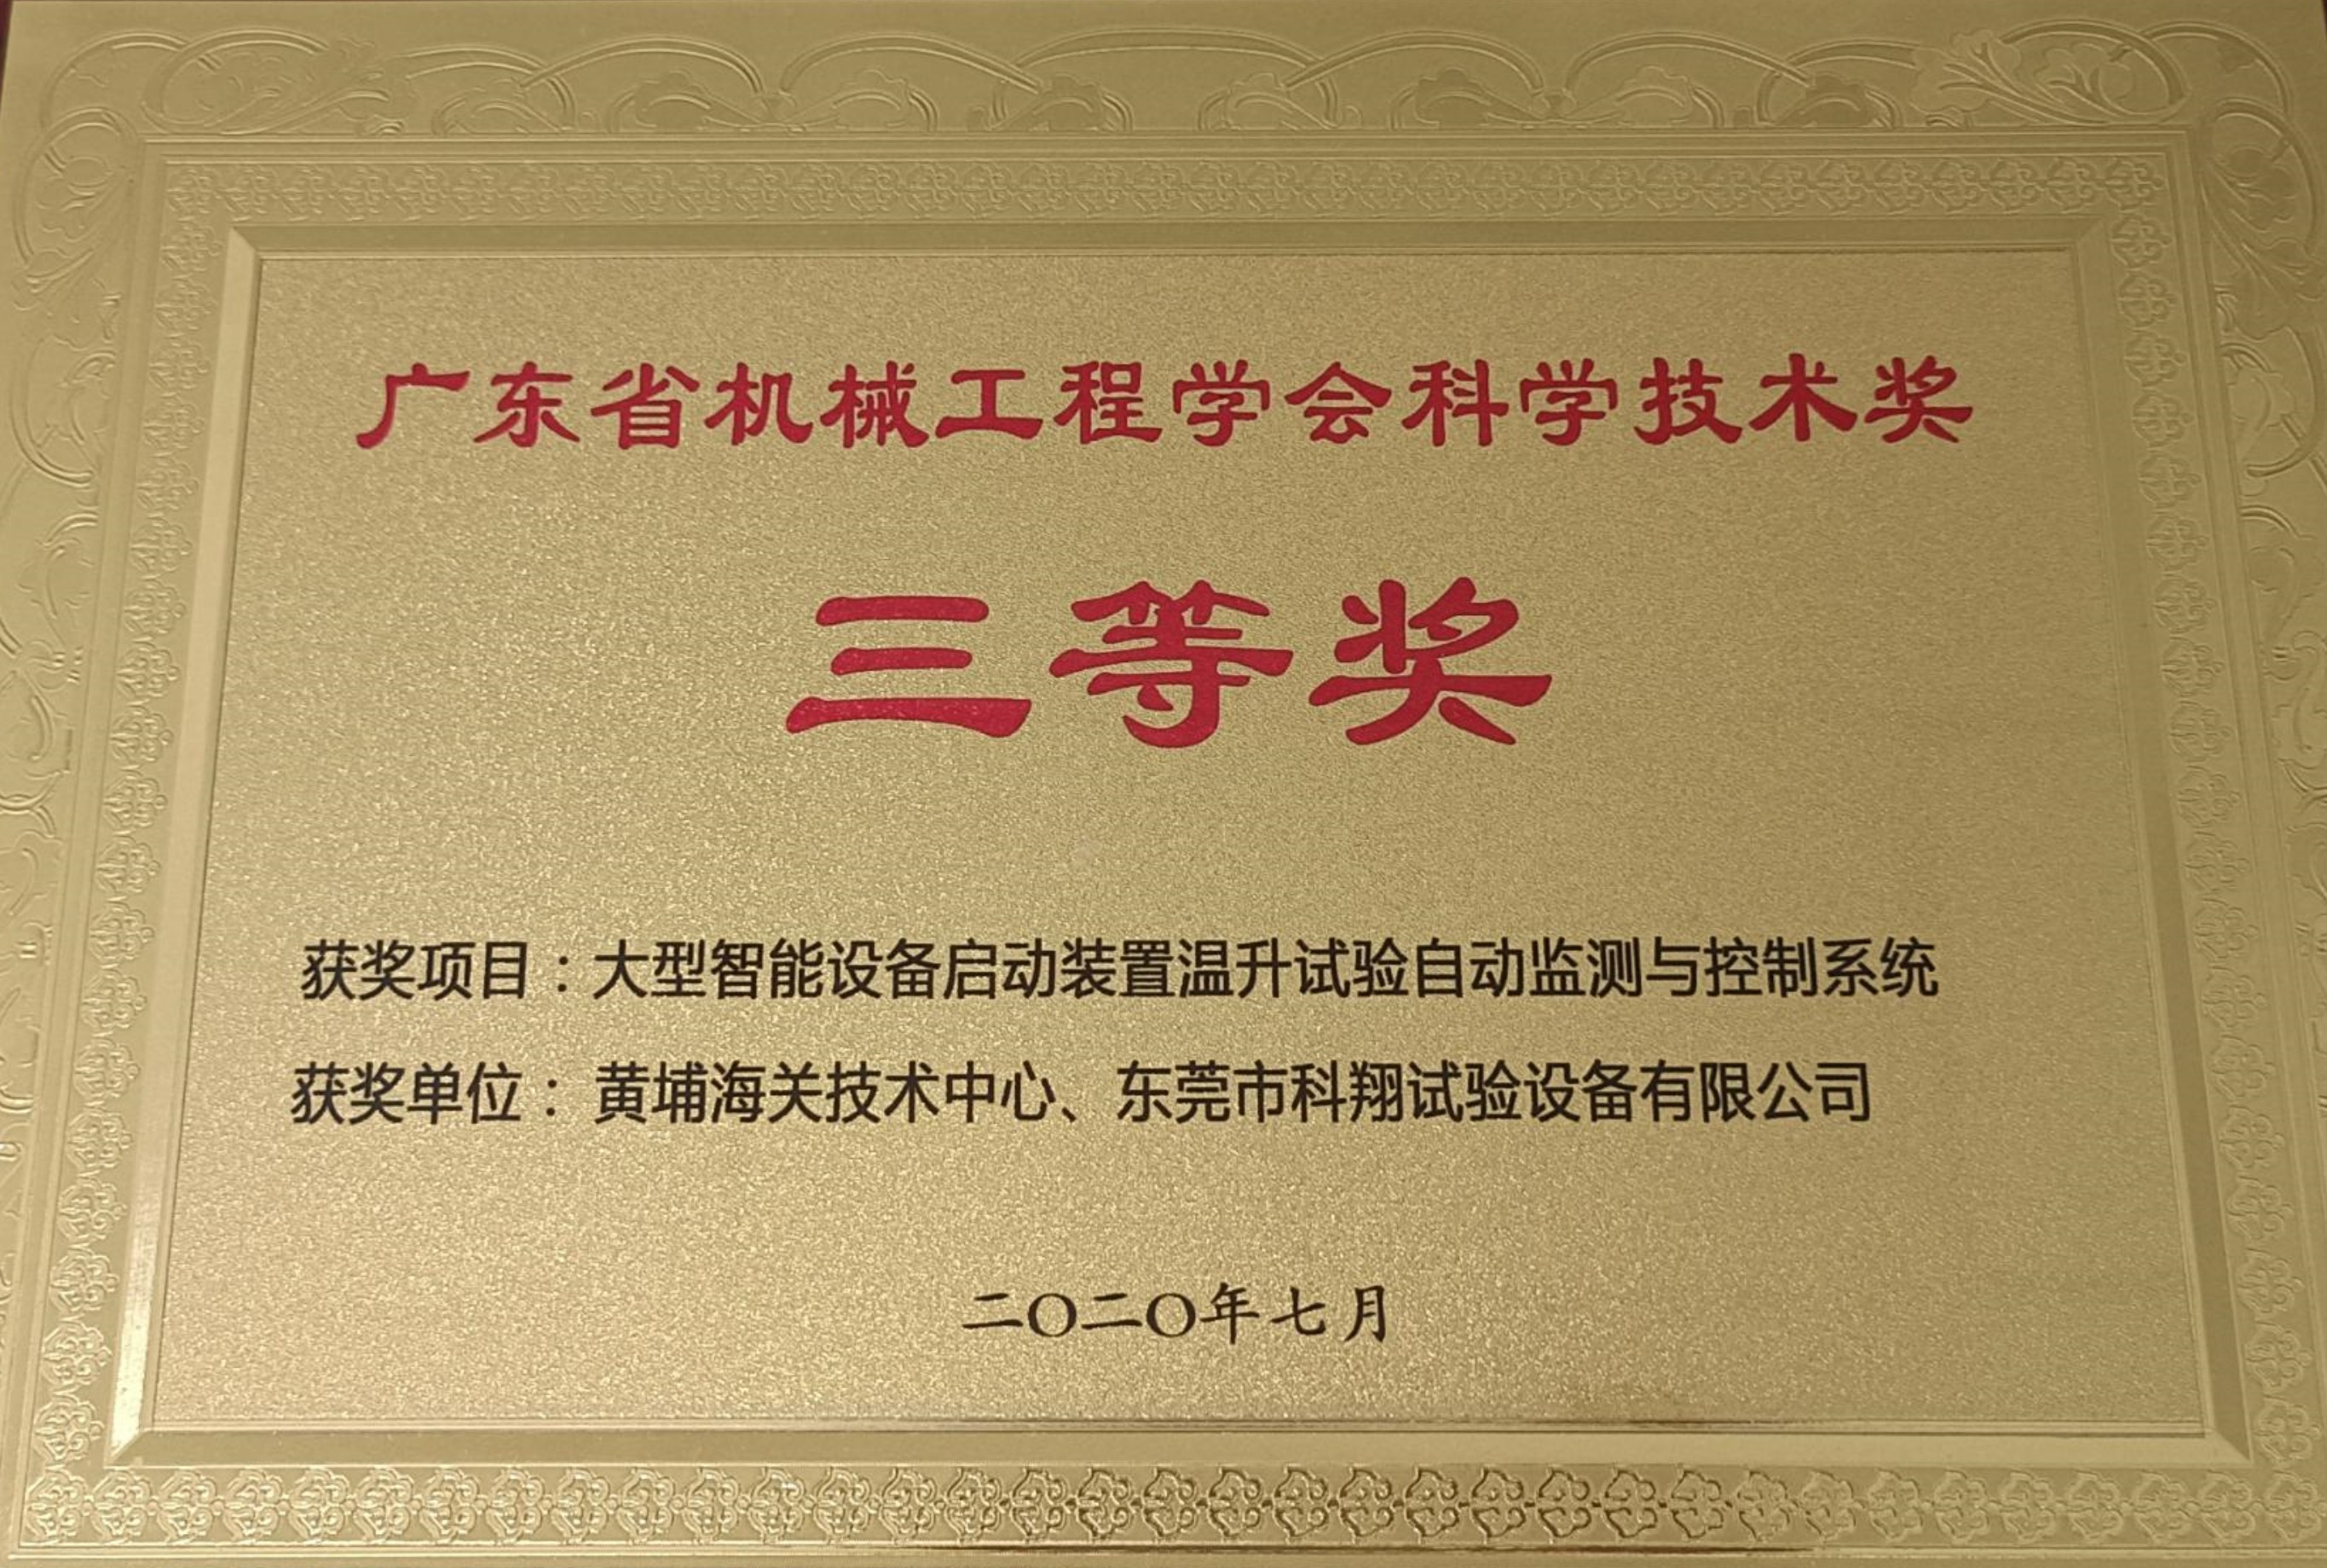 广东省机械工程学会科学技术奖
三等奖
获奖项目：大型智能设备启动装置温升试验自动监测与控制系统
获奖单位：黄埔海关技术中心、东莞市科翔试验设备有限公司
二〇二〇年七月